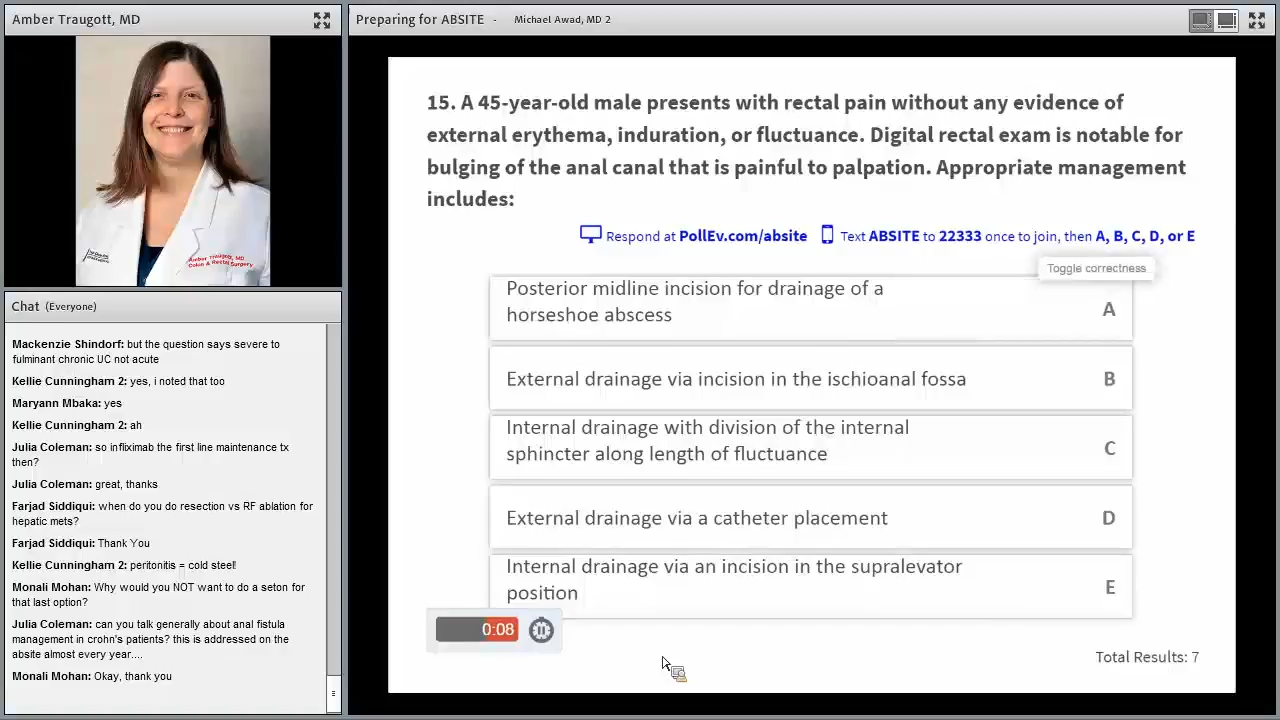 Amber Traugott, MD
Amber Traugott, MD
Colon & Rectal Surgery
Chat (Everyone)
Mackenzie Shindorf: but the question says severe to
fulminant chronic UC not acute
Kellie Cunningham 2: yes, i noted that too
Maryann Mbaka: yes
Kellie Cunningham 2: ah
Julia Coleman: so infliximab the first line maintenance tx
then?
Julia Coleman: great, thanks
Farjad Siddiqui: when do you do resection vs RF ablation for
hepatic mets?
Farjad Siddiqui: Thank You
Kellie Cunningham 2: peritonitis = cold steel!
Monali Mohan: Why would you NOT want to do a seton for
that last option?
Julia Coleman: can you talk generally about anal fistula
management in crohn's patients? this is addressed on the
absite almost every year....
Monali Mohan: Okay, thank you
Preparing for ABSITE - Michael Awad, MD 2
15. A 45-year-old male presents with rectal pain without any evidence of
external erythema, induration, or fluctuance. Digital rectal exam is notable for
bulging of the anal canal that is painful to palpation. Appropriate management
includes:
Respond at PollEv.com/absite Text ABSITE to 22333 once to join, then A, B, C, D, or E
Toggle correctness
Posterior midline incision for drainage of a
horseshoe abscess
A
External drainage via incision in the ischioanal fossa
B
Internal drainage with division of the internal
sphincter along length of fluctuance
C
External drainage via a catheter placement
D
Internal drainage via an incision in the supralevator
position
E
0:08
Total Results: 7